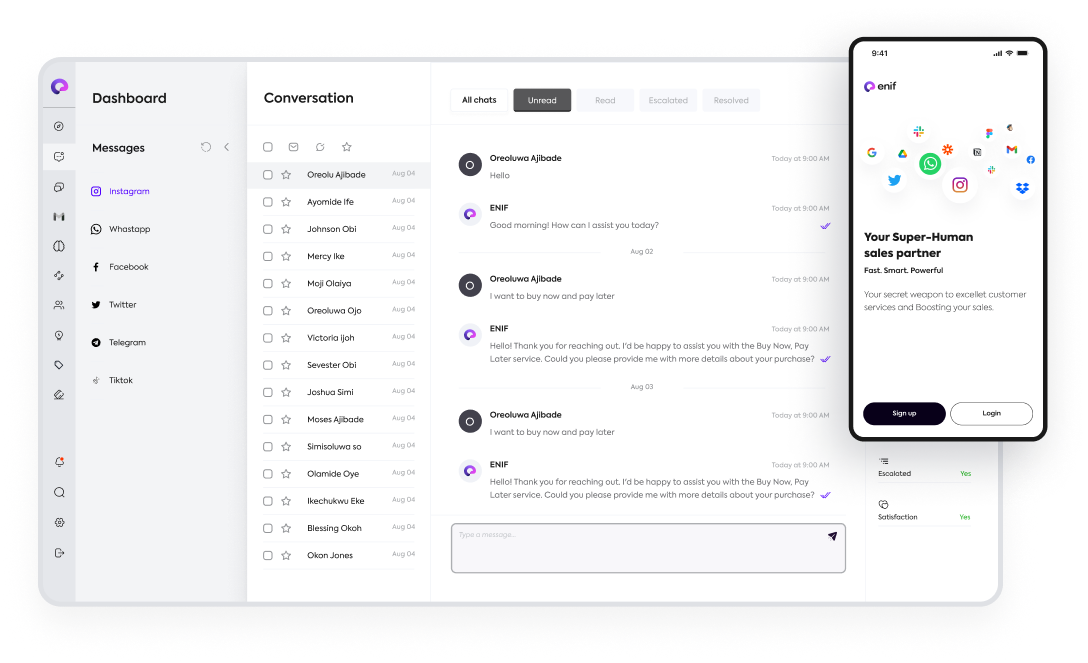 Dashboard
Messages
Instagram
Whastapp
Facebook
Twitter
Telegram
Tiktok
Conversation
Oreolu Ajibade Aug 04
Ayomide Ife Aug 04
Johnson Obi Aug 04
Mercy Ike Aug 04
Moji Olaiya Aug 04
Oreoluwa Ojo Aug 04
Victoria ijoh Aug 04
Sevester Obi Aug 04
Joshua Simi Aug 04
Moses Ajibade Aug 04
Simisoluwa so Aug 04
Olamide Oye Aug 04
Ikechukwu Eke Aug 04
Blessing Okoh Aug 04
Okon Jones Aug 04
All chats Unread Read Escalated Resolved
O Oreoluwa Ajibade Today at 9:00 AM
Hello
ENIF Today at 9:00 AM
Good morning! How can I assist you today?
Aug 02
O Oreoluwa Ajibade Today at 9:00 AM
I want to buy now and pay later
ENIF Today at 9:00 AM
Hello! Thank you for reaching out. I'd be happy to assist you with the Buy Now, Pay
Later service. Could you please provide me with more details about your purchase?
Aug 03
O Oreoluwa Ajibade Today at 9:00 AM
I want to buy now and pay later
ENIF Today at 9:00 AM
Hello! Thank you for reaching out. I'd be happy to assist you with the Buy Now, Pay
Later service. Could you please provide me with more details about your purchase?
Type a message...
9:41
enif
Your Super-Human
sales partner
Fast. Smart. Powerful
Your secret weapon to excellet customer
services and Boosting your sales.
Sign up Login
Escalated Yes
Satisfaction Yes